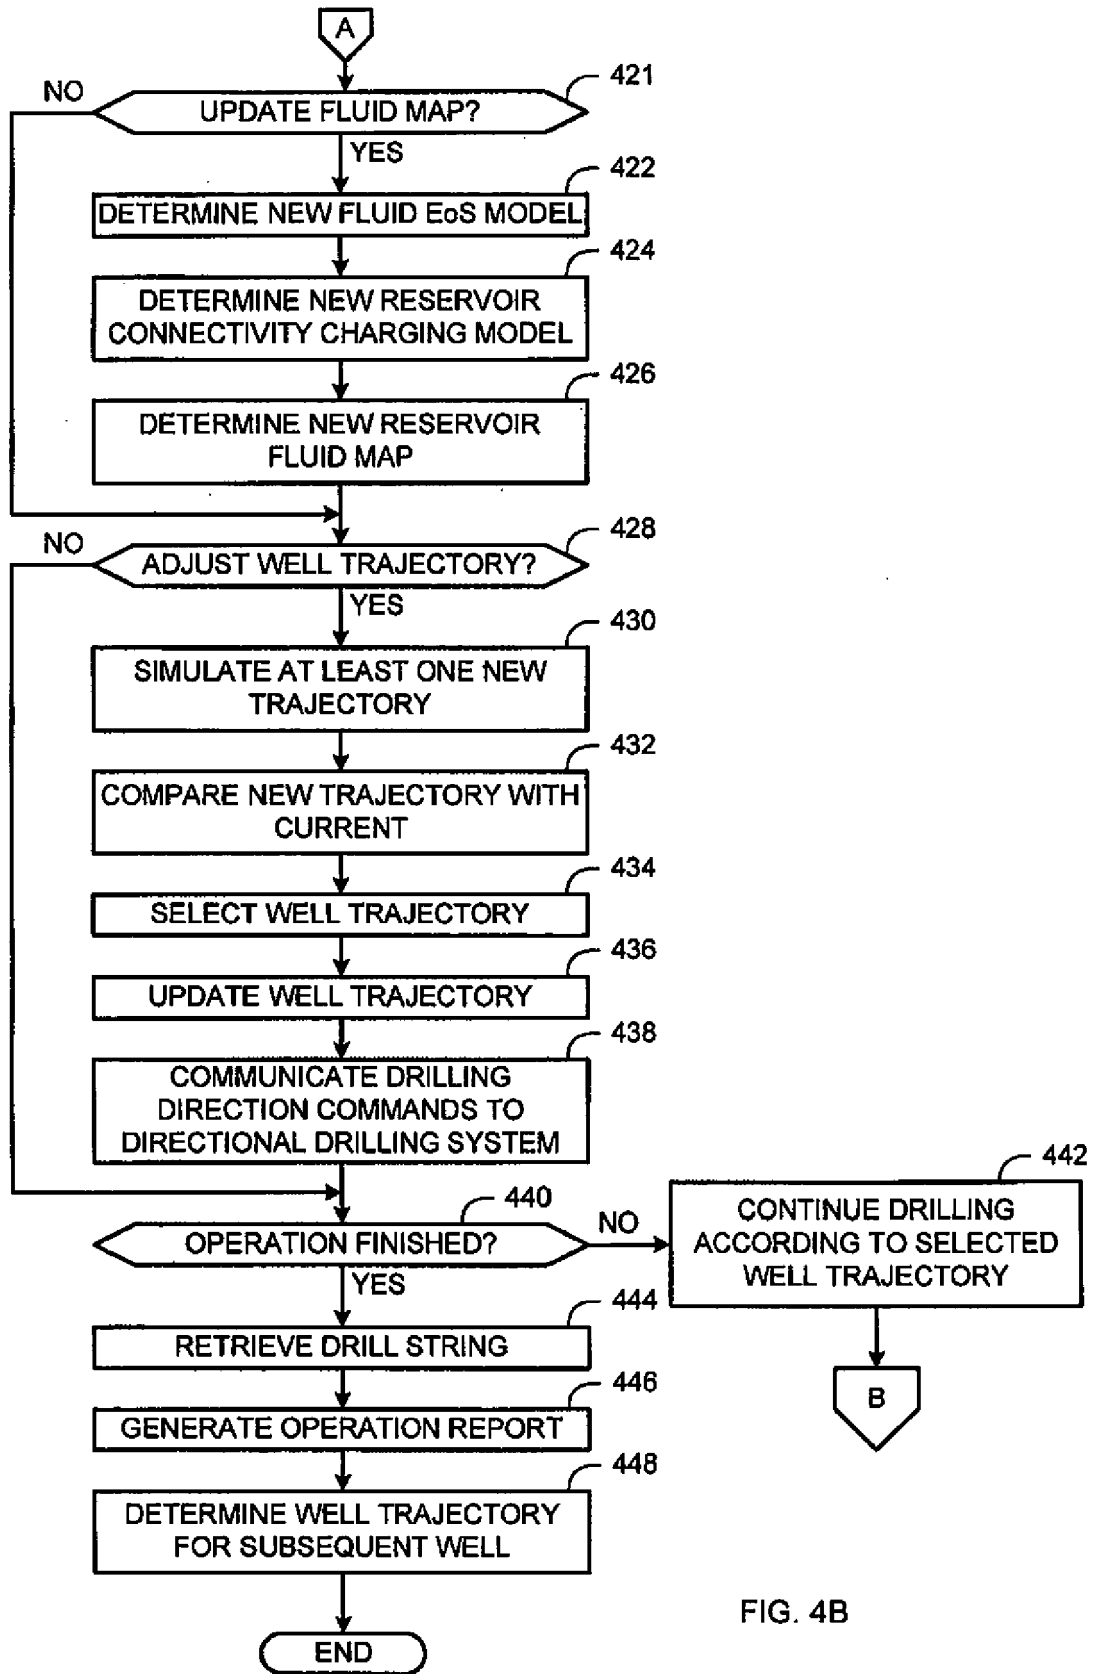 A
421
NO
UPDATE FLUID MAP?
YES
422
DETERMINE NEW FLUID EoS MODEL
424
DETERMINE NEW RESERVOIR
CONNECTIVITY CHARGING MODEL
426
DETERMINE NEW RESERVOIR
FLUID MAP
428
NO
ADJUST WELL TRAJECTORY?
YES
430
SIMULATE AT LEAST ONE NEW
TRAJECTORY
432
COMPARE NEW TRAJECTORY WITH
CURRENT
434
SELECT WELL TRAJECTORY
436
UPDATE WELL TRAJECTORY
438
COMMUNICATE DRILLING
DIRECTION COMMANDS TO
DIRECTIONAL DRILLING SYSTEM
440
OPERATION FINISHED?
NO
442
CONTINUE DRILLING
ACCORDING TO SELECTED
WELL TRAJECTORY
B
YES
444
RETRIEVE DRILL STRING
446
GENERATE OPERATION REPORT
448
DETERMINE WELL TRAJECTORY
FOR SUBSEQUENT WELL
END
FIG. 4B